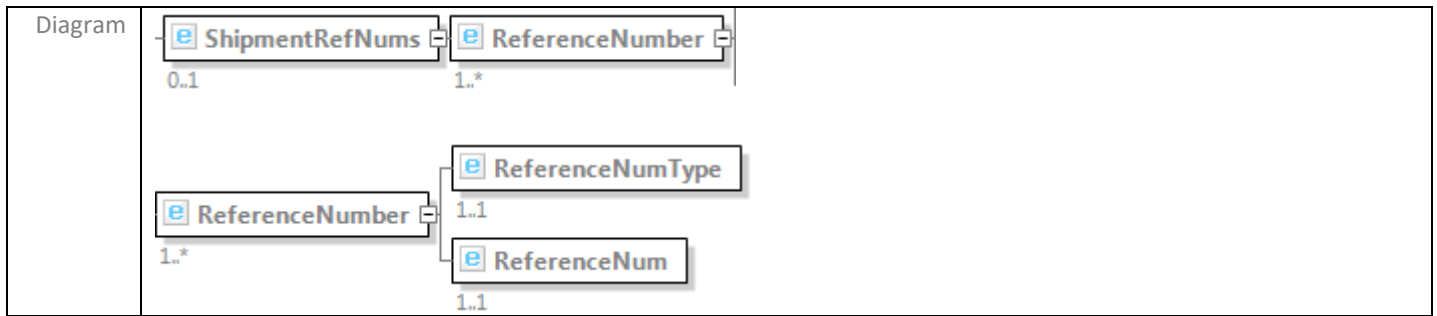 Diagram
e ShipmentRefNums e ReferenceNumber
0..1 1..*
e ReferenceNumType
1..1
e ReferenceNumber
1..*
e ReferenceNum
1..1